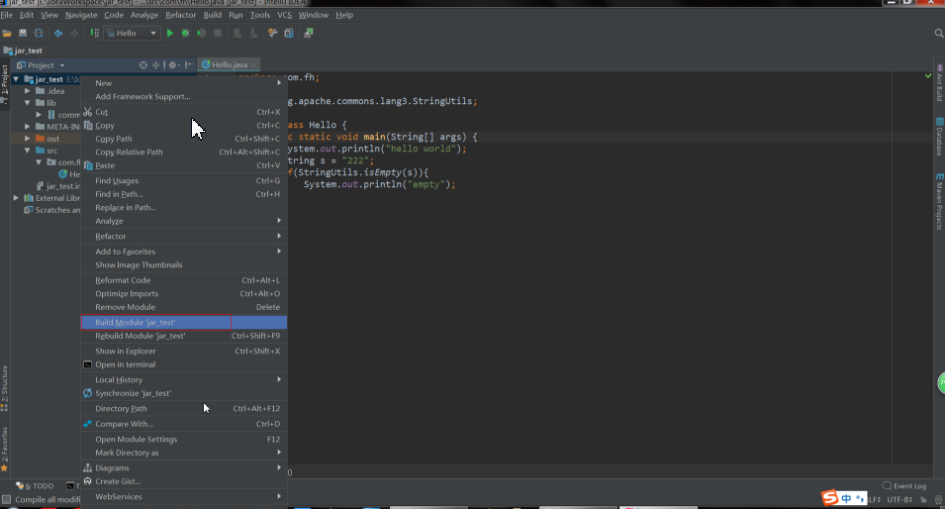 jar_test [E:\IdeaWorkspace\jar_test] - ...\src\com\fh\Hello.java [jar_test] - IntelliJ IDEA
File Edit View Navigate Code Analyze Refactor Build Run Tools VCS Window Help
Hello
jar_test
Project
Hello.java
1: Project
jar_test
.idea
lib
META-INF
out
src
jar_test.im
External Libr
Scratches an
New
Add Framework Support...
Cut Ctrl+X
Copy Ctrl+C
Copy Path Ctrl+Shift+C
Copy Relative Path Ctrl+Alt+Shift+C
Paste Ctrl+V
Find Usages Ctrl+G
Find in Path... Ctrl+H
Replace in Path...
Analyze
Refactor
Add to Favorites
Show Image Thumbnails
Reformat Code Ctrl+Alt+L
Optimize Imports Ctrl+Alt+O
Remove Module Delete
Build Module 'jar_test'
Rebuild Module 'jar_test' Ctrl+Shift+F9
Show in Explorer Ctrl+Shift+X
Open in terminal
Local History
Synchronize 'jar_test'
Directory Path Ctrl+Alt+F12
Compare With... Ctrl+D
Open Module Settings F12
Mark Directory as
Diagrams
Create Gist...
WebServices
com.fh;
g.apache.commons.lang3.StringUtils;
ass Hello {
c static void main(String[] args) {
ystem.out.println("hello world");
tring s = "222";
f(StringUtils.isEmpty(s)){
System.out.println("empty");
Ant Build
Database
Maven Projects
Z: Structure
2: Favorites
6: TODO
Event Log
Compile all modifi
中
UTF-8